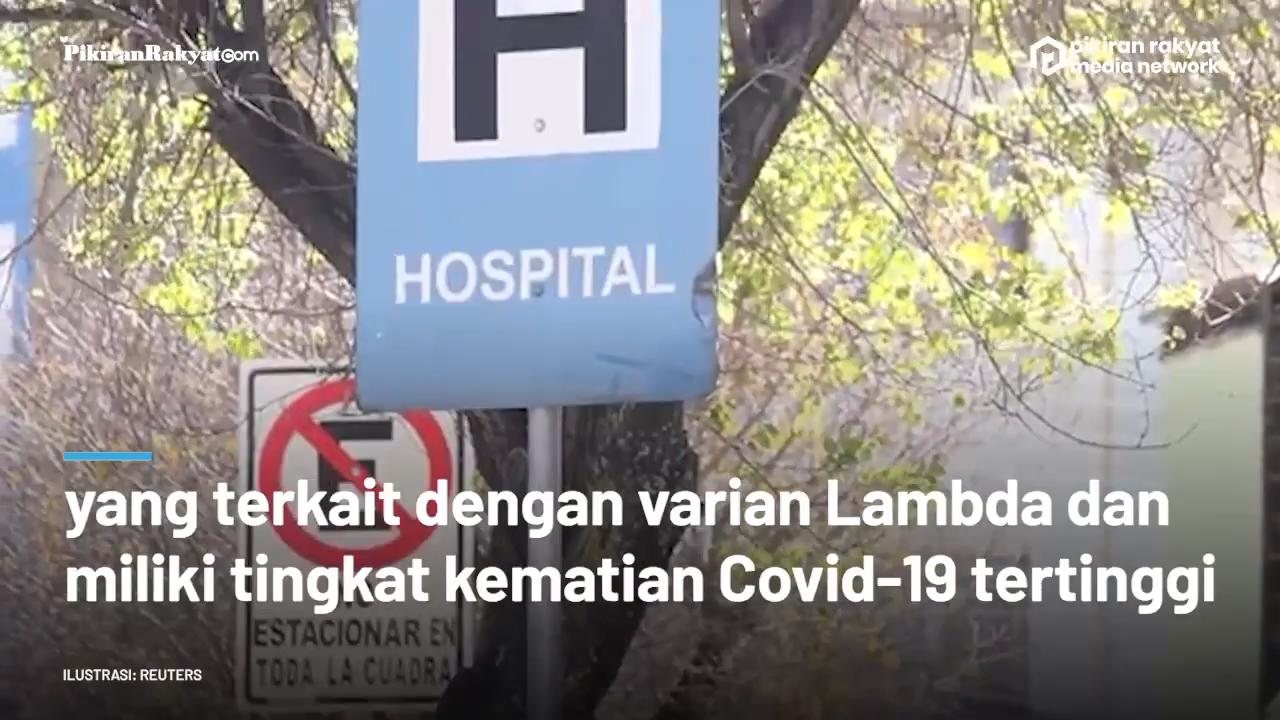 PikiranRakyat.com
pikiran rakyat
media network
H
HOSPITAL
E
yang terkait dengan varian Lambda dan
miliki tingkat kematian Covid-19 tertinggi
ESTACIONAR EN
TODA LA CUADRA
ILUSTRASI: REUTERS